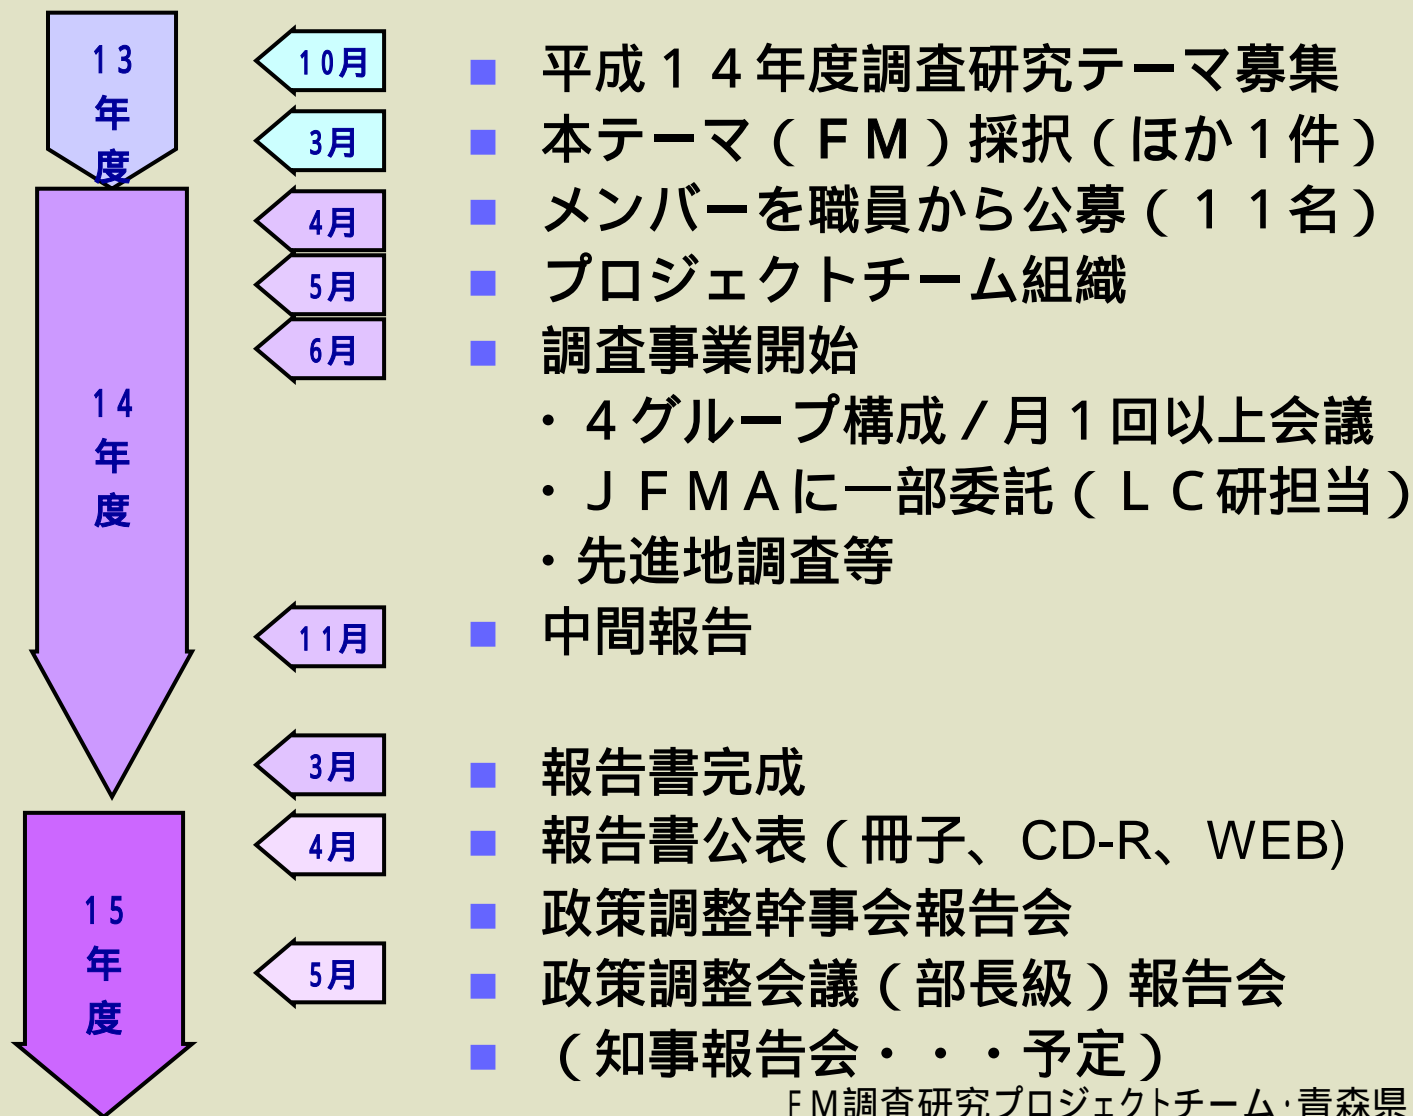 13
年
度
10月
平成14年度調査研究テーマ募集
3月
本テーマ(FM)採択(ほか1件)
4月
メンバーを職員から公募(11名)
5月
プロジェクトチーム組織
6月
調査事業開始
14
年
度
・4グループ構成/月1回以上会議
・JFMAに一部委託(LC研担当)
・先進地調査等
11月
中間報告
3月
報告書完成
4月
報告書公表(冊子、CD-R、WEB)
15
年
度
政策調整幹事会報告会
5月
政策調整会議(部長級)報告会
(知事報告会・・・予定)
FM調査研究プロジェクトチーム・青森県